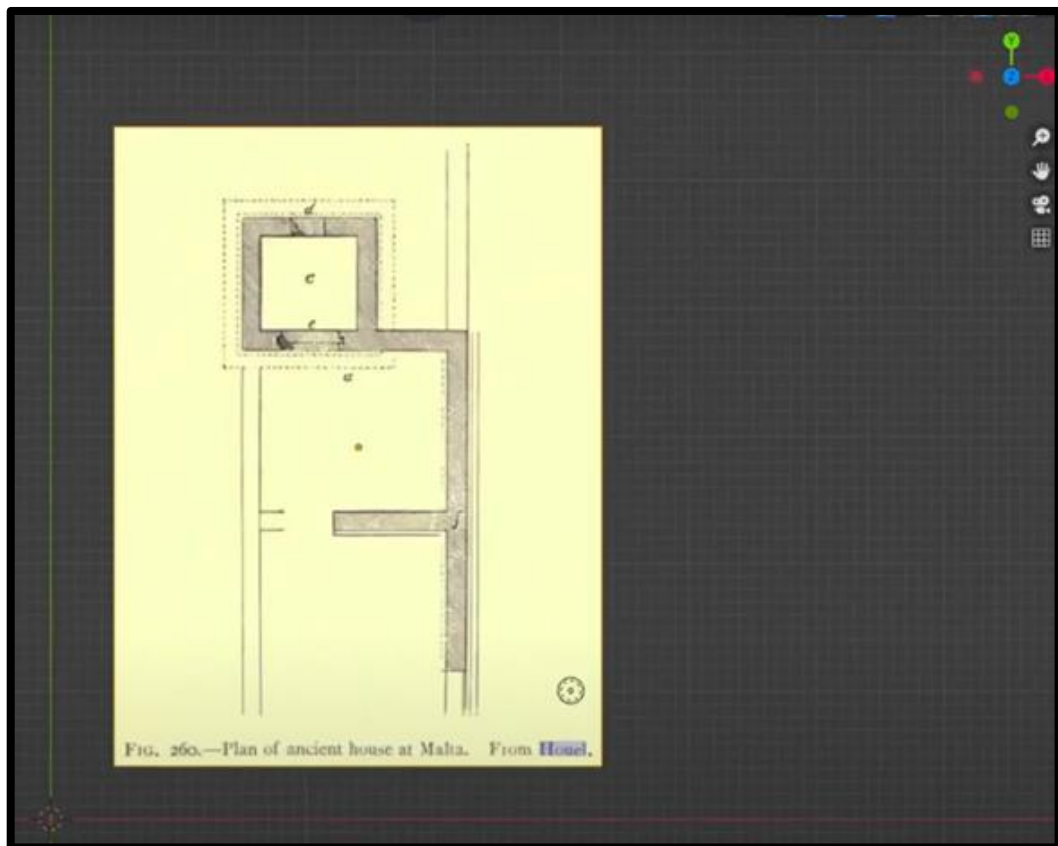 Y
Z
d
c
e
a
FIG. 260.—Plan of ancient house at Malta. From Houel.